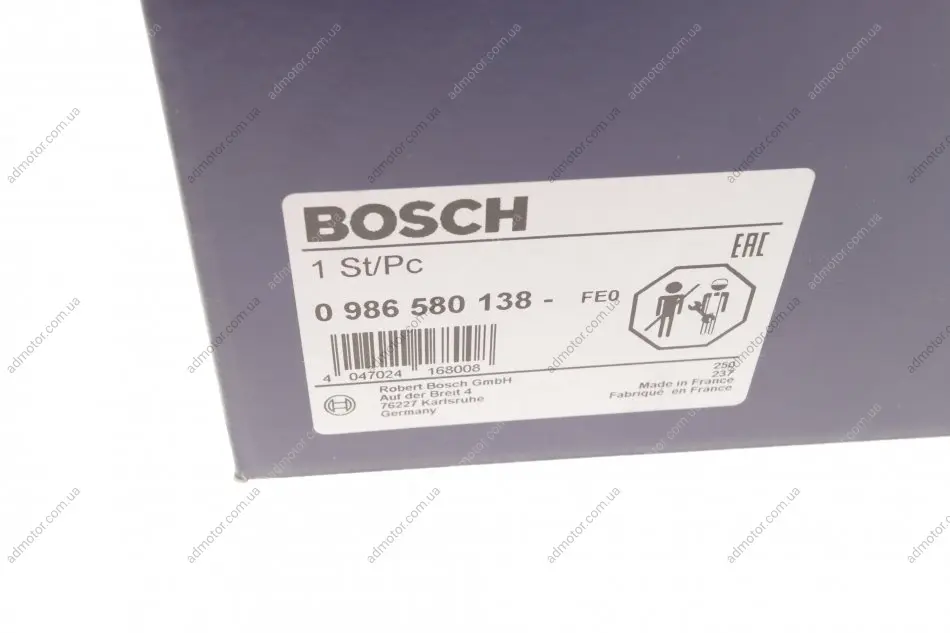 BOSCH
EAC
1 St/Pc
0 986 580 138 - FE0
4 047024 168008
Robert Bosch GmbH
Auf der Breit 4
76227 Karlsruhe
Germany
250
237
Made in France
Fabriqué en France
admotor.com.ua